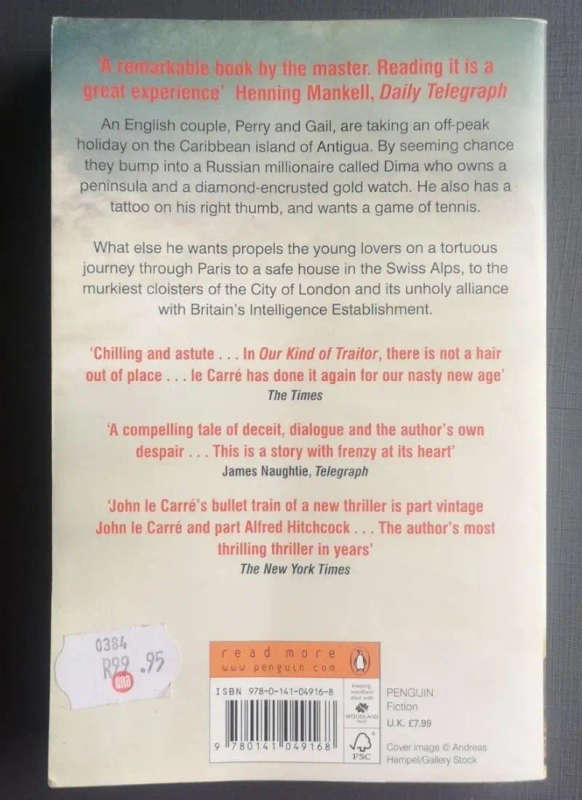 ‘A remarkable book by the master. Reading it is a
great experience’ Henning Mankell, Daily Telegraph
An English couple, Perry and Gail, are taking an off-peak
holiday on the Caribbean island of Antigua. By seeming chance
they bump into a Russian millionaire called Dima who owns a
peninsula and a diamond-encrusted gold watch. He also has a
tattoo on his right thumb, and wants a game of tennis.
What else he wants propels the young lovers on a tortuous
journey through Paris to a safe house in the Swiss Alps, to the
murkiest cloisters of the City of London and its unholy alliance
with Britain’s Intelligence Establishment.
‘Chilling and astute . . . In Our Kind of Traitor, there is not a hair
out of place . . . le Carré has done it again for our nasty new age’
The Times
‘A compelling tale of deceit, dialogue and the author’s own
despair . . . This is a story with frenzy at its heart’
James Naughtie, Telegraph
‘John le Carré’s bullet train of a new thriller is part vintage
John le Carré and part Alfred Hitchcock . . . The author’s most
thrilling thriller in years’
The New York Times
0384
R99.95
cna
read more
www.penguin.com
ISBN 978-0-141-04916-8
9 780141 049168
WOODLAND
FSC
PENGUIN
Fiction
U.K. £7.99
Cover image © Andreas
Hempel/Gallery Stock